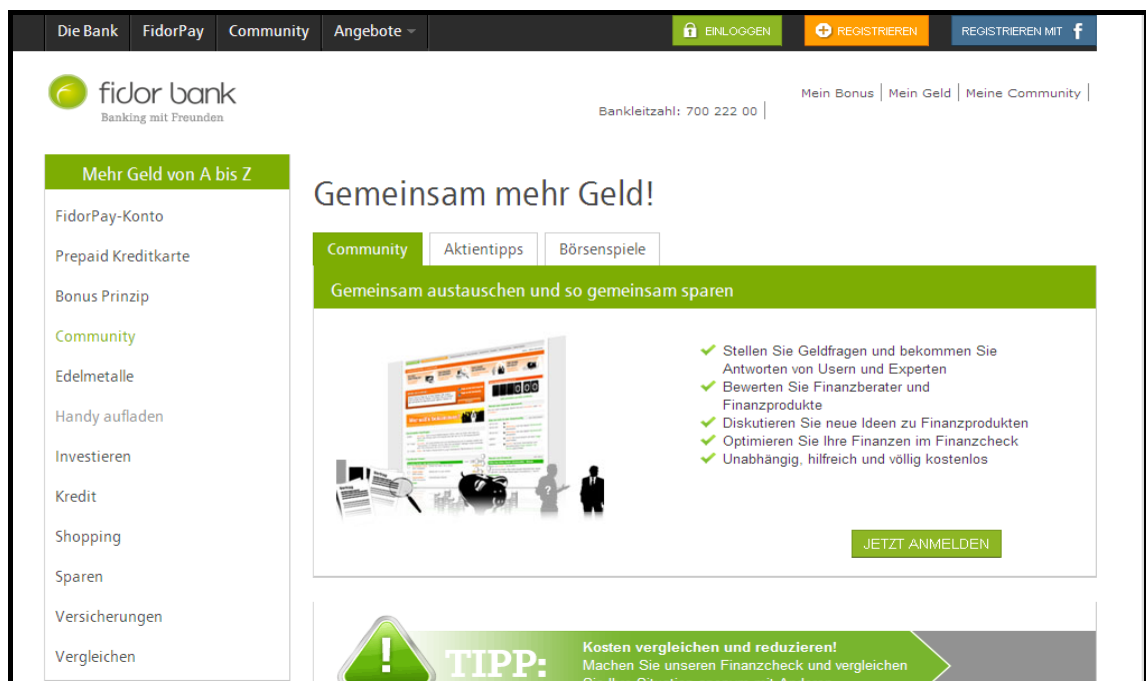 Die Bank FidorPay Community Angebote
EINLOGGEN REGISTRIEREN REGISTRIEREN MIT f
fidor bank
Banking mit Freunden
Bankleitzahl: 700 222 00
Mein Bonus | Mein Geld | Meine Community |
Mehr Geld von A bis Z
FidorPay-Konto
Prepaid Kreditkarte
Bonus Prinzip
Community
Edelmetalle
Handy aufladen
Investieren
Kredit
Shopping
Sparen
Versicherungen
Vergleichen
Gemeinsam mehr Geld!
Community Aktientipps Börsenspiele
Gemeinsam austauschen und so gemeinsam sparen
Stellen Sie Geldfragen und bekommen Sie
Antworten von Usern und Experten
Bewerten Sie Finanzberater und
Finanzprodukte
Diskutieren Sie neue Ideen zu Finanzprodukten
Optimieren Sie Ihre Finanzen im Finanzcheck
Unabhängig, hilfreich und völlig kostenlos
JETZT ANMELDEN
TIPP:
Kosten vergleichen und reduzieren!
Machen Sie unseren Finanzcheck und vergleichen